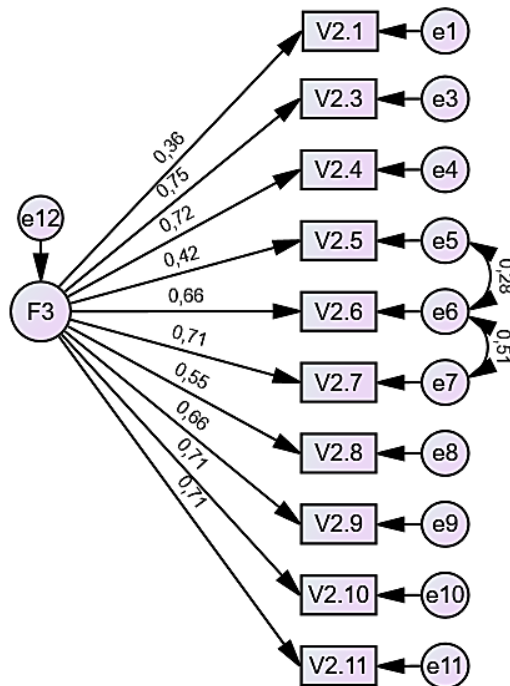 V2.1
e1
0,36
V2.3
e3
0,75
V2.4
e4
0,72
e12
V2.5
e5
0,42
0,28
F3
0,66
V2.6
e6
0,51
0,71
V2.7
e7
0,55
V2.8
e8
0,66
V2.9
e9
0,71
V2.10
e10
0,71
V2.11
e11